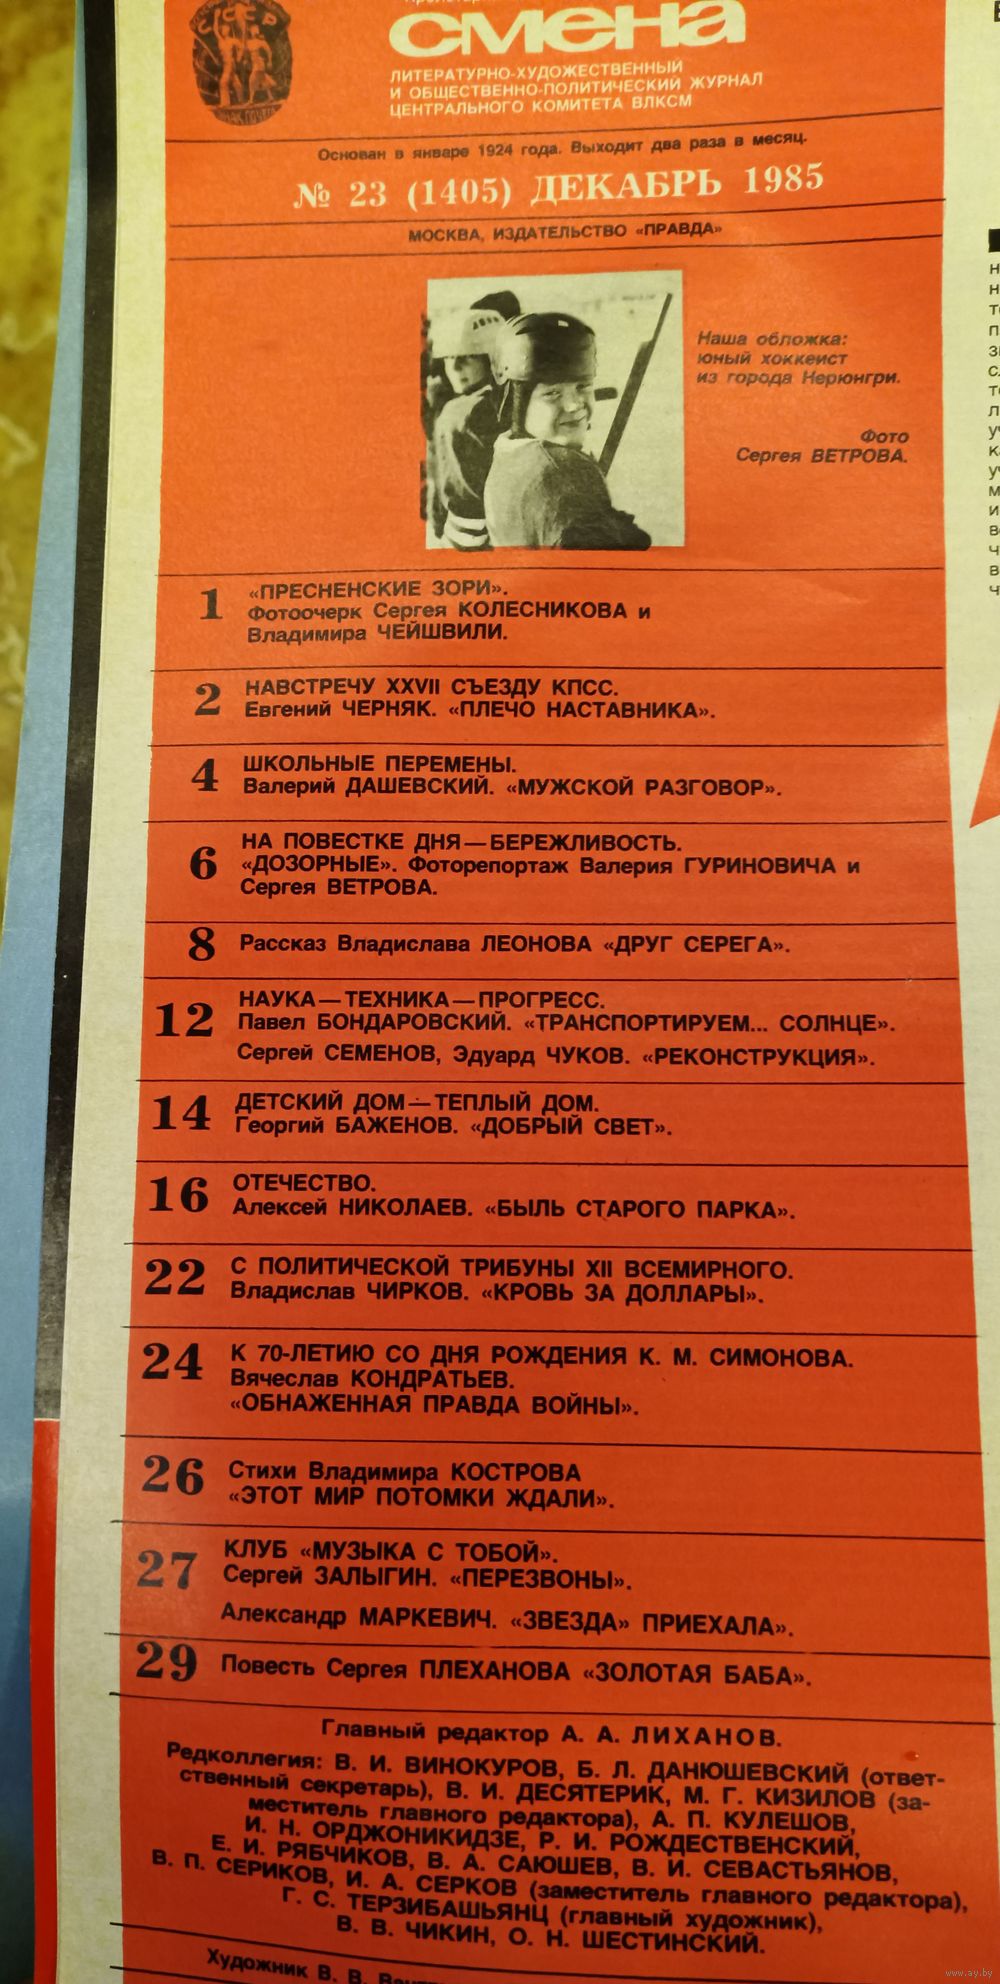 СССР
смена
ЛИТЕРАТУРНО-ХУДОЖЕСТВЕННЫЙ
И ОБЩЕСТВЕННО-ПОЛИТИЧЕСКИЙ ЖУРНАЛ
ЦЕНТРАЛЬНОГО КОМИТЕТА ВЛКСМ
Основан в январе 1924 года. Выходит два раза в месяц.
№ 23 (1405) ДЕКАБРЬ 1985
МОСКВА, ИЗДАТЕЛЬСТВО «ПРАВДА»
Наша обложка:
юный хоккеист
из города Нерюнгри.
Фото
Сергея ВЕТРОВА.
1 «ПРЕСНЕНСКИЕ ЗОРИ».
Фотоочерк Сергея КОЛЕСНИКОВА и
Владимира ЧЕЙШВИЛИ.
2 НАВСТРЕЧУ XXVII СЪЕЗДУ КПСС.
Евгений ЧЕРНЯК. «ПЛЕЧО НАСТАВНИКА».
4 ШКОЛЬНЫЕ ПЕРЕМЕНЫ.
Валерий ДАШЕВСКИЙ. «МУЖСКОЙ РАЗГОВОР».
6 НА ПОВЕСТКЕ ДНЯ — БЕРЕЖЛИВОСТЬ.
«ДОЗОРНЫЕ». Фоторепортаж Валерия ГУРИНОВИЧА и
Сергея ВЕТРОВА.
8 Рассказ Владислава ЛЕОНОВА «ДРУГ СЕРЕГА».
12 НАУКА — ТЕХНИКА — ПРОГРЕСС.
Павел БОНДАРОВСКИЙ. «ТРАНСПОРТИРУЕМ... СОЛНЦЕ».
Сергей СЕМЕНОВ, Эдуард ЧУКОВ. «РЕКОНСТРУКЦИЯ».
14 ДЕТСКИЙ ДОМ — ТЕПЛЫЙ ДОМ.
Георгий БАЖЕНОВ. «ДОБРЫЙ СВЕТ».
16 ОТЕЧЕСТВО.
Алексей НИКОЛАЕВ. «БЫЛЬ СТАРОГО ПАРКА».
22 С ПОЛИТИЧЕСКОЙ ТРИБУНЫ XII ВСЕМИРНОГО.
Владислав ЧИРКОВ. «КРОВЬ ЗА ДОЛЛАРЫ».
24 К 70-ЛЕТИЮ СО ДНЯ РОЖДЕНИЯ К. М. СИМОНОВА.
Вячеслав КОНДРАТЬЕВ.
«ОБНАЖЕННАЯ ПРАВДА ВОЙНЫ».
26 Стихи Владимира КОСТРОВА
«ЭТОТ МИР ПОТОМКИ ЖДАЛИ».
27 КЛУБ «МУЗЫКА С ТОБОЙ».
Сергей ЗАЛЫГИН. «ПЕРЕЗВОНЫ».
Александр МАРКЕВИЧ. «ЗВЕЗДА» ПРИЕХАЛА».
29 Повесть Сергея ПЛЕХАНОВА «ЗОЛОТАЯ БАБА».
Главный редактор А. А. ЛИХАНОВ.
Редколлегия: В. И. ВИНОКУРОВ, Б. Л. ДАНЮШЕВСКИЙ (ответ-
ственный секретарь), В. И. ДЕСЯТЕРИК, М. Г. КИЗИЛОВ (за-
меститель главного редактора), А. П. КУЛЕШОВ,
И. Н. ОРДЖОНИКИДЗЕ, Р. И. РОЖДЕСТВЕНСКИЙ,
Е. И. РЯБЧИКОВ, В. А. САЮШЕВ, В. И. СЕВАСТЬЯНОВ,
В. П. СЕРИКОВ, И. А. СЕРКОВ (заместитель главного редактора),
Г. С. ТЕРЗИБАШЬЯНЦ (главный художник),
В. В. ЧИКИН, О. Н. ШЕСТИНСКИЙ.
Художник В. В.
www.ay.by